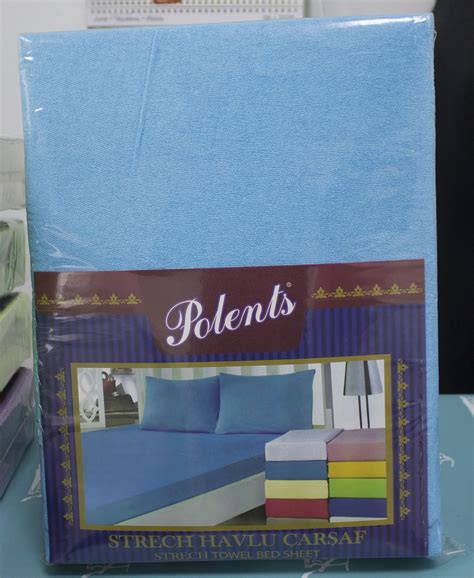 Polents®
STRECH HAVLU CARSAF
STRECH TOWEL BED SHEET